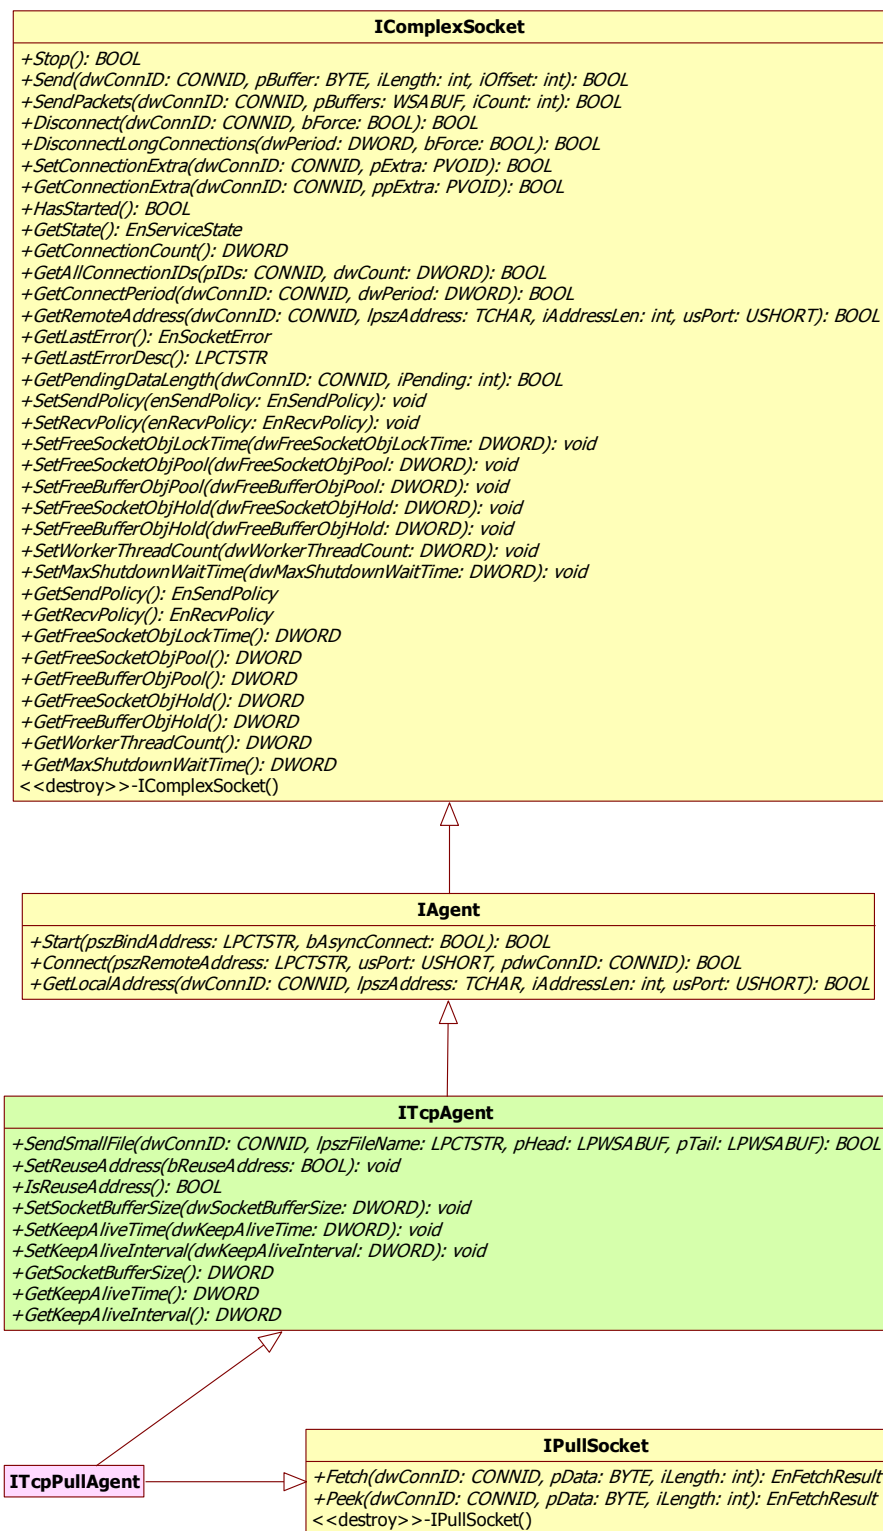 IComplexSocket
+Stop(): BOOL
+Send(dwConnID: CONNID, pBuffer: BYTE, iLength: int, iOffset: int): BOOL
+SendPackets(dwConnID: CONNID, pBuffers: WSABUF, iCount: int): BOOL
+Disconnect(dwConnID: CONNID, bForce: BOOL): BOOL
+DisconnectLongConnections(dwPeriod: DWORD, bForce: BOOL): BOOL
+SetConnectionExtra(dwConnID: CONNID, pExtra: PVOID): BOOL
+GetConnectionExtra(dwConnID: CONNID, ppExtra: PVOID): BOOL
+HasStarted(): BOOL
+GetState(): EnServiceState
+GetConnectionCount(): DWORD
+GetAllConnectionIDs(pIDs: CONNID, dwCount: DWORD): BOOL
+GetConnectPeriod(dwConnID: CONNID, dwPeriod: DWORD): BOOL
+GetRemoteAddress(dwConnID: CONNID, lpszAddress: TCHAR, iAddressLen: int, usPort: USHORT): BOOL
+GetLastError(): EnSocketError
+GetLastErrorDesc(): LPCTSTR
+GetPendingDataLength(dwConnID: CONNID, iPending: int): BOOL
+SetSendPolicy(enSendPolicy: EnSendPolicy): void
+SetRecvPolicy(enRecvPolicy: EnRecvPolicy): void
+SetFreeSocketObjLockTime(dwFreeSocketObjLockTime: DWORD): void
+SetFreeSocketObjPool(dwFreeSocketObjPool: DWORD): void
+SetFreeBufferObjPool(dwFreeBufferObjPool: DWORD): void
+SetFreeSocketObjHold(dwFreeSocketObjHold: DWORD): void
+SetFreeBufferObjHold(dwFreeBufferObjHold: DWORD): void
+SetWorkerThreadCount(dwWorkerThreadCount: DWORD): void
+SetMaxShutdownWaitTime(dwMaxShutdownWaitTime: DWORD): void
+GetSendPolicy(): EnSendPolicy
+GetRecvPolicy(): EnRecvPolicy
+GetFreeSocketObjLockTime(): DWORD
+GetFreeSocketObjPool(): DWORD
+GetFreeBufferObjPool(): DWORD
+GetFreeSocketObjHold(): DWORD
+GetFreeBufferObjHold(): DWORD
+GetWorkerThreadCount(): DWORD
+GetMaxShutdownWaitTime(): DWORD
<<destroy>>-IComplexSocket()
IAgent
+Start(pszBindAddress: LPCTSTR, bAsyncConnect: BOOL): BOOL
+Connect(pszRemoteAddress: LPCTSTR, usPort: USHORT, pdwConnID: CONNID): BOOL
+GetLocalAddress(dwConnID: CONNID, lpszAddress: TCHAR, iAddressLen: int, usPort: USHORT): BOOL
ITcpAgent
+SendSmallFile(dwConnID: CONNID, lpszFileName: LPCTSTR, pHead: LPWSABUF, pTail: LPWSABUF): BOOL
+SetReuseAddress(bReuseAddress: BOOL): void
+IsReuseAddress(): BOOL
+SetSocketBufferSize(dwSocketBufferSize: DWORD): void
+SetKeepAliveTime(dwKeepAliveTime: DWORD): void
+SetKeepAliveInterval(dwKeepAliveInterval: DWORD): void
+GetSocketBufferSize(): DWORD
+GetKeepAliveTime(): DWORD
+GetKeepAliveInterval(): DWORD
ITcpPullAgent
IPullSocket
+Fetch(dwConnID: CONNID, pData: BYTE, iLength: int): EnFetchResult
+Peek(dwConnID: CONNID, pData: BYTE, iLength: int): EnFetchResult
<<destroy>>-IPullSocket()